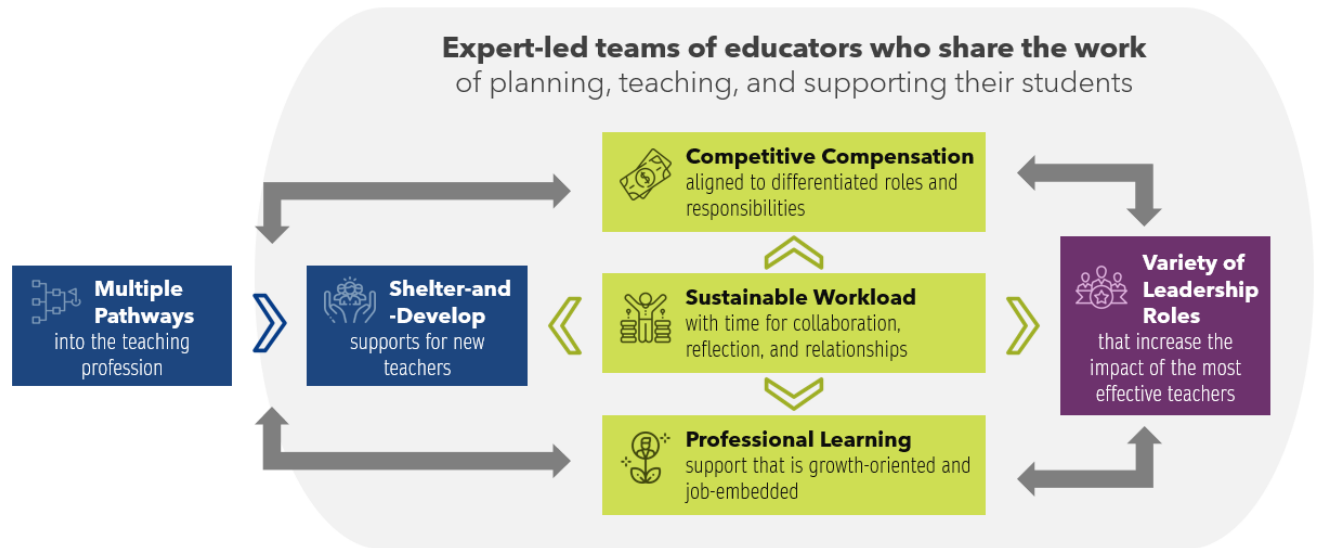 Expert-led teams of educators who share the work
of planning, teaching, and supporting their students
Multiple
Pathways
into the teaching
profession
Shelter-and
-Develop
supports for new
teachers
Competitive Compensation
aligned to differentiated roles and
responsibilities
Sustainable Workload
with time for collaboration,
reflection, and relationships
Professional Learning
support that is growth-oriented and
job-embedded
Variety of
Leadership
Roles
that increase the
impact of the most
effective teachers